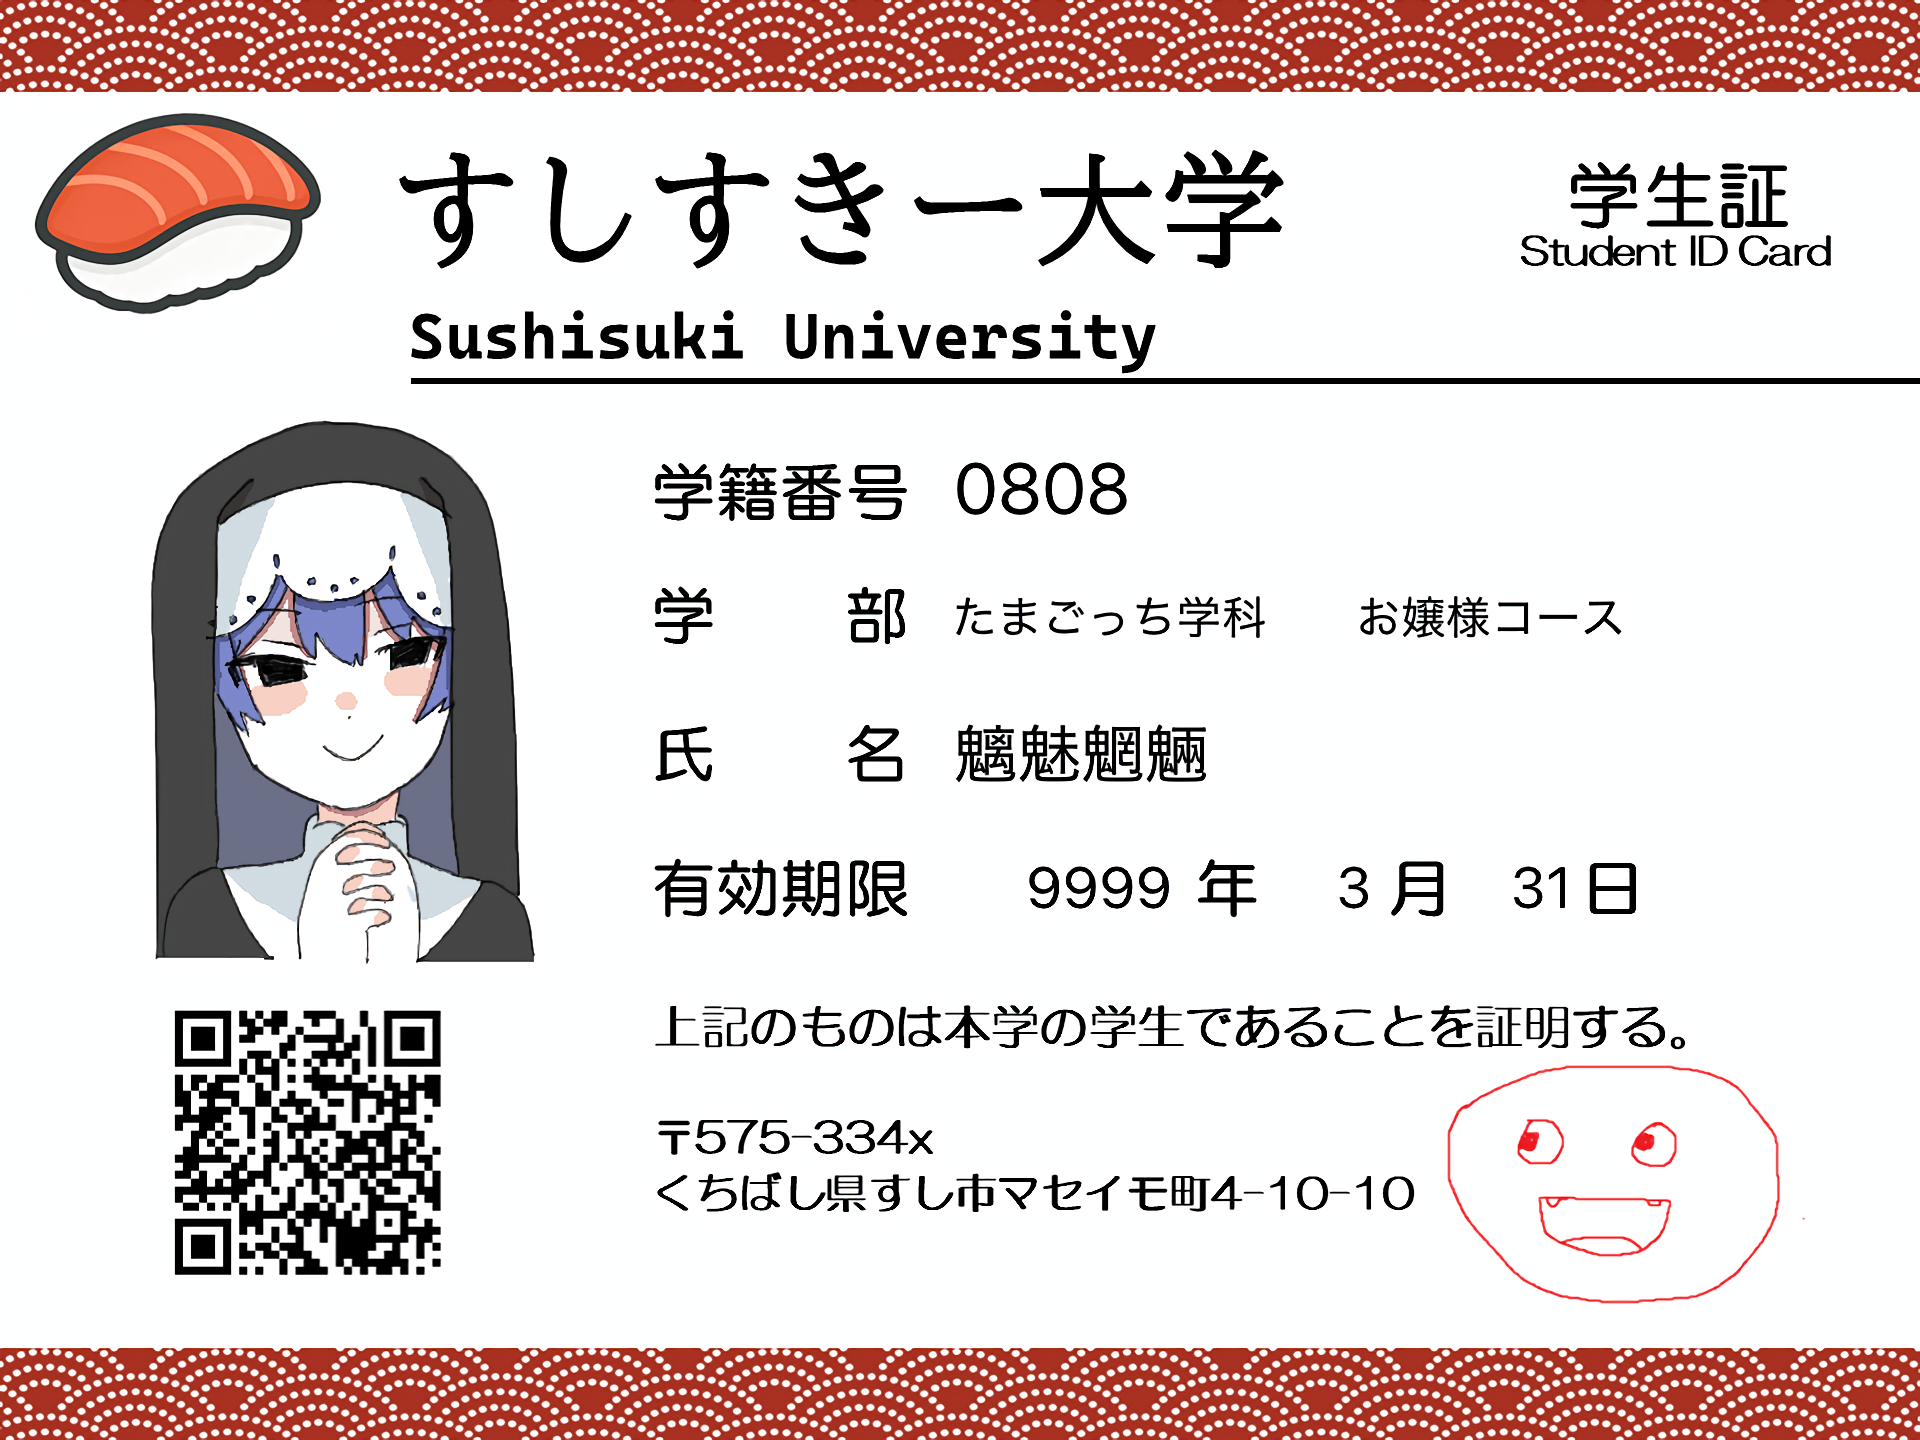 すしすきー大学
学生証
Student ID Card
Sushisuki University
学籍番号 0808
学部 たまごっち学科 お嬢様コース
氏名 魑魅魍魎
有効期限 9999年 3月 31日
上記のものは本学の学生であることを証明する。
〒575-334x
くちばし県すし市マセイモ町4-10-10